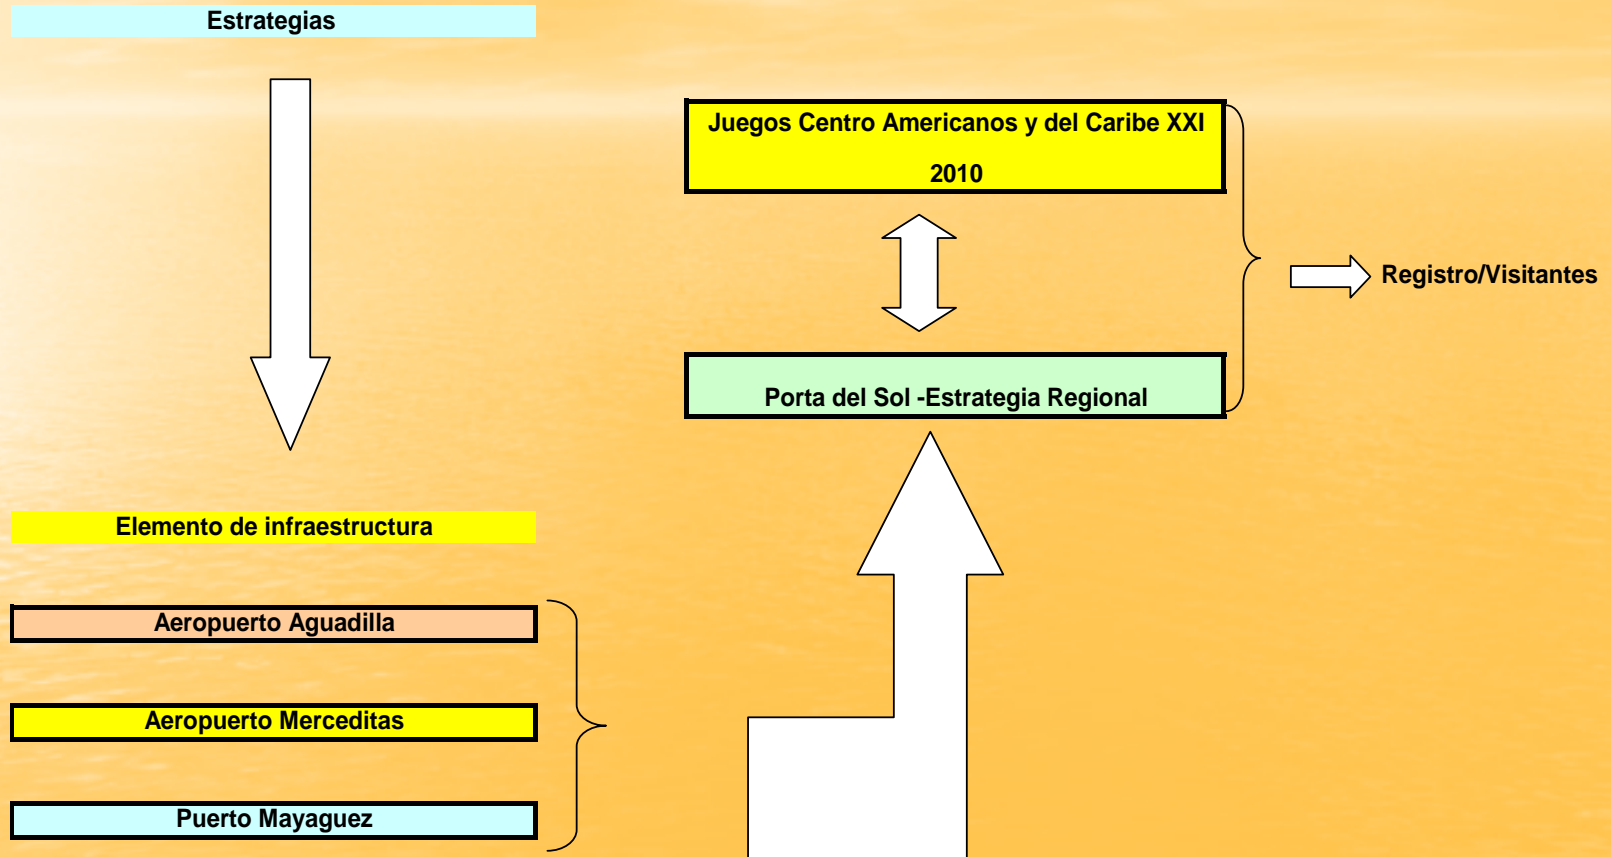 Estrategias
Juegos Centro Americanos y del Caribe XXI
2010
Registro/Visitantes
Porta del Sol -Estrategia Regional
Elemento de infraestructura
Aeropuerto Aguadilla
Aeropuerto Merceditas
Puerto Mayaguez